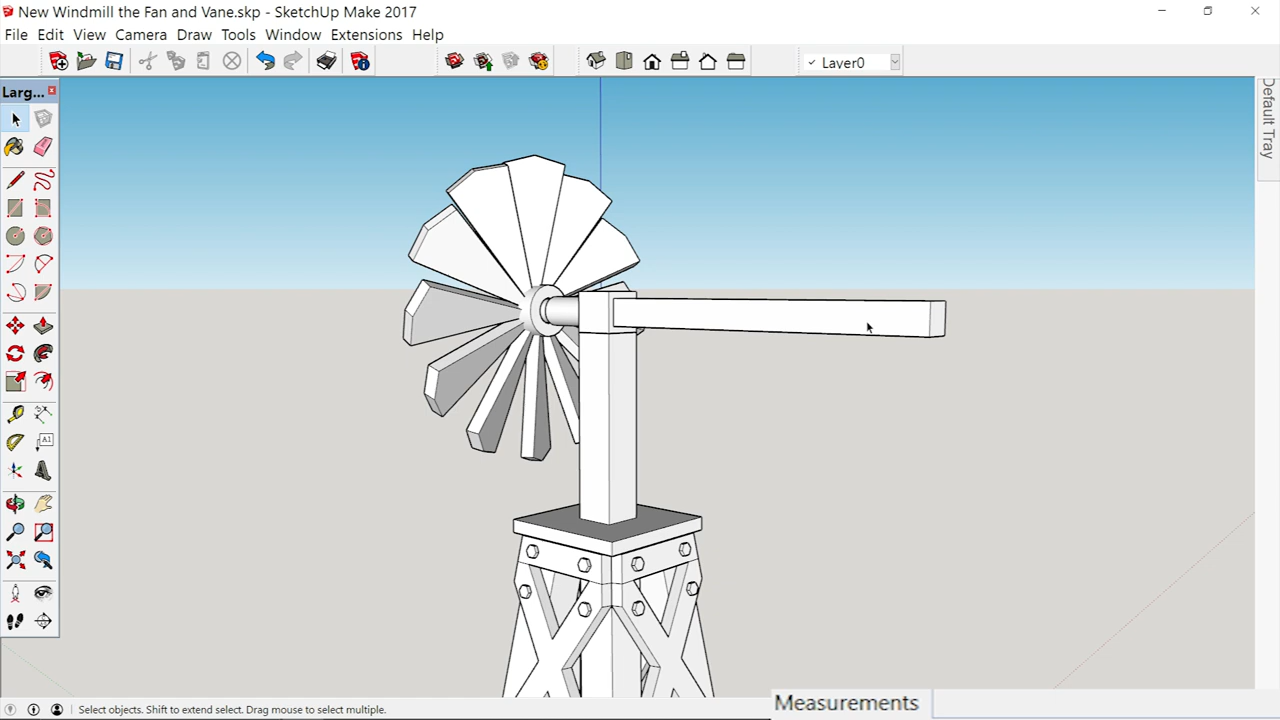 New Windmill the Fan and Vane.skp - SketchUp Make 2017
File Edit View Camera Draw Tools Window Extensions Help
✓ Layer0
Larg...
Default Tray
A1
Select objects. Shift to extend select. Drag mouse to select multiple.
Measurements